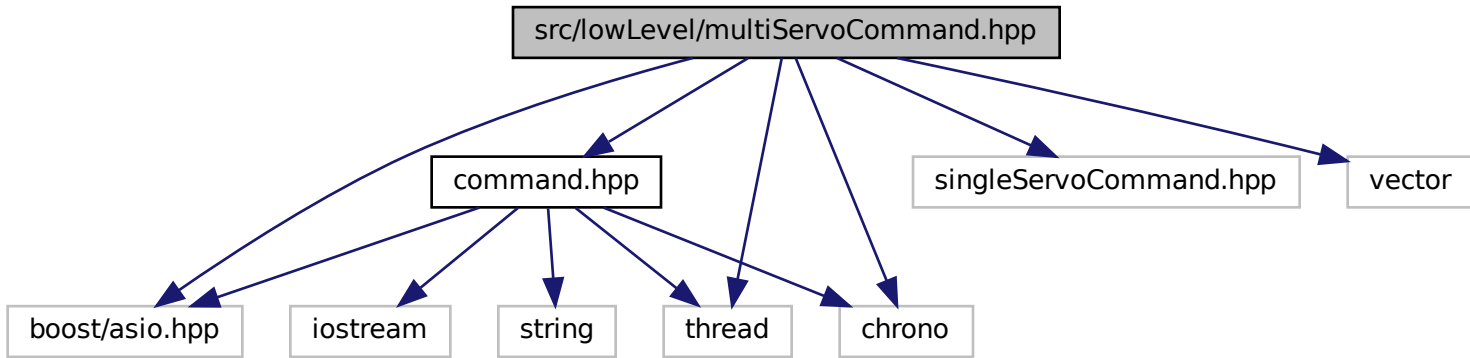 src/lowLevel/multiServoCommand.hpp
command.hpp
singleServoCommand.hpp
vector
boost/asio.hpp
iostream
string
thread
chrono